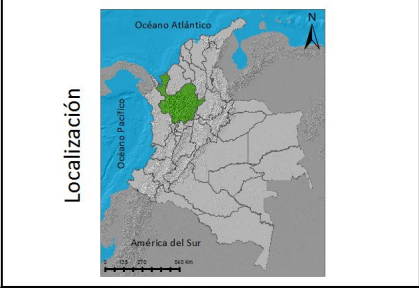 Localización
Océano Atlántico
N
Océano Pacífico
América del Sur
0 135 270 540 Km